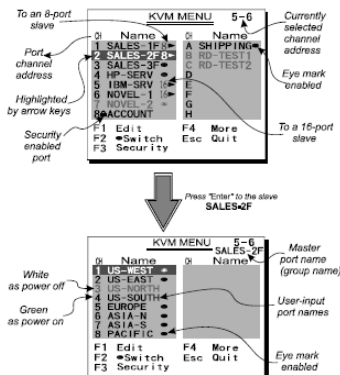 To an 8-port
slave
KVM MENU 5-6
Currently
selected
channel
address
Port
channel
address
CH Name CH Name
1 SALES-1F 8 A SHIPPING
2 SALES-2F 8 B RD-TEST1
3 SALES-3F C RD-TEST2
4 HP-SERV D
5 IBM-SRV 16 E
6 NOVEL-1 16 F
7 NOVEL-2 G
8 ACCOUNT H
Eye mark
enabled
Highlighted
by arrow keys
Security
enabled
port
To a 16-port
slave
F1 Edit F4 More
F2 Switch Esc Quit
F3 Security
Press "Enter" to the slave
SALES-2F
KVM MENU 5-6
SALES-2F
Master
port name
(group name)
CH Name CH Name
1 US-WEST
2 US-EAST
3 US-NORTH
4 US-SOUTH
5 EUROPE
6 ASIA-N
7 ASIA-S
8 PACIFIC
White
as power off
Green
as power on
User-input
port names
Eye mark
enabled
F1 Edit F4 More
F2 Switch Esc Quit
F3 Security